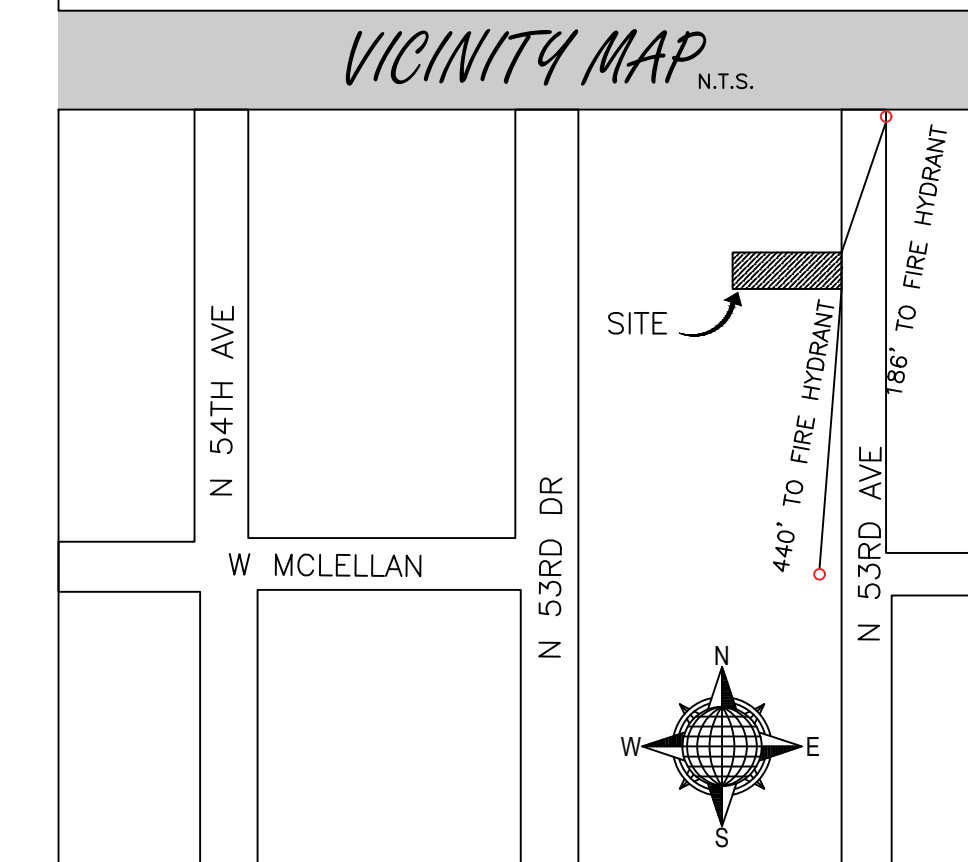 VICINITY MAP N.T.S.
186' TO FIRE HYDRANT
SITE
440' TO FIRE HYDRANT
N 54TH AVE
W MCLELLAN
N 53RD DR
N 53RD AVE
N
W
E
S